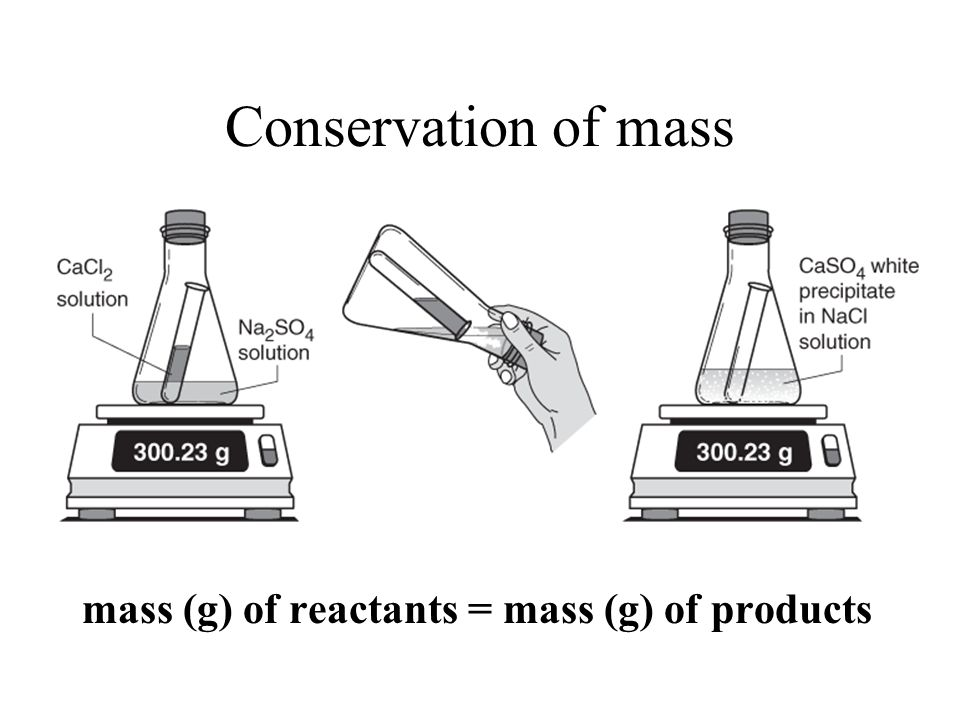 Conservation of mass
CaCl₂
solution
Na₂SO₄
solution
CaSO₄ white
precipitate
in NaCl
solution
300.23 g
300.23 g
mass (g) of reactants = mass (g) of products